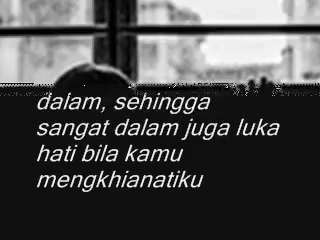 dalam, sehingga
sangat dalam juga luka
hati bila kamu
mengkhianatiku